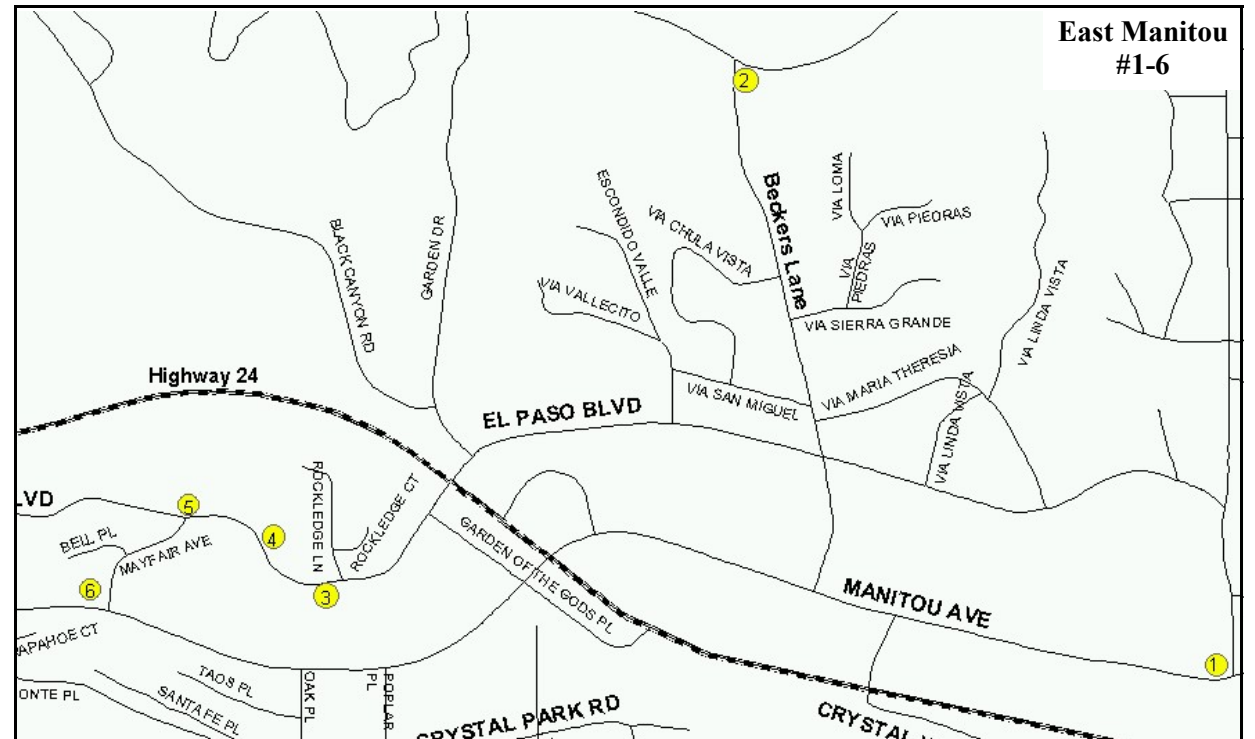 East Manitou
#1-6
2
VIA LOMA
ESCONDIDO VALLE
Beckers Lane
VIA CHULA VISTA
VIA PIEDRAS
BLACK CANYON RD
GARDEN DR
VIA
PIEDRAS
VIA LINDA VISTA
VIA VALLECITO
VIA SIERRA GRANDE
Highway 24
VIA MARIA THERESIA
VIA SAN MIGUEL
EL PASO BLVD
VIA LINDA VISTA
ROCKLEDGE LN
ROCKLEDGE CT
LVD
5
4
BELL PL
MAYFAIR AVE
GARDEN OF THE GODS PL
6
3
MANITOU AVE
APAHOE CT
1
TAOS PL
OAK PL
POPLAR
PL
ONTE PL
SANTA FE PL
CRYSTAL PARK RD
CRYSTAL